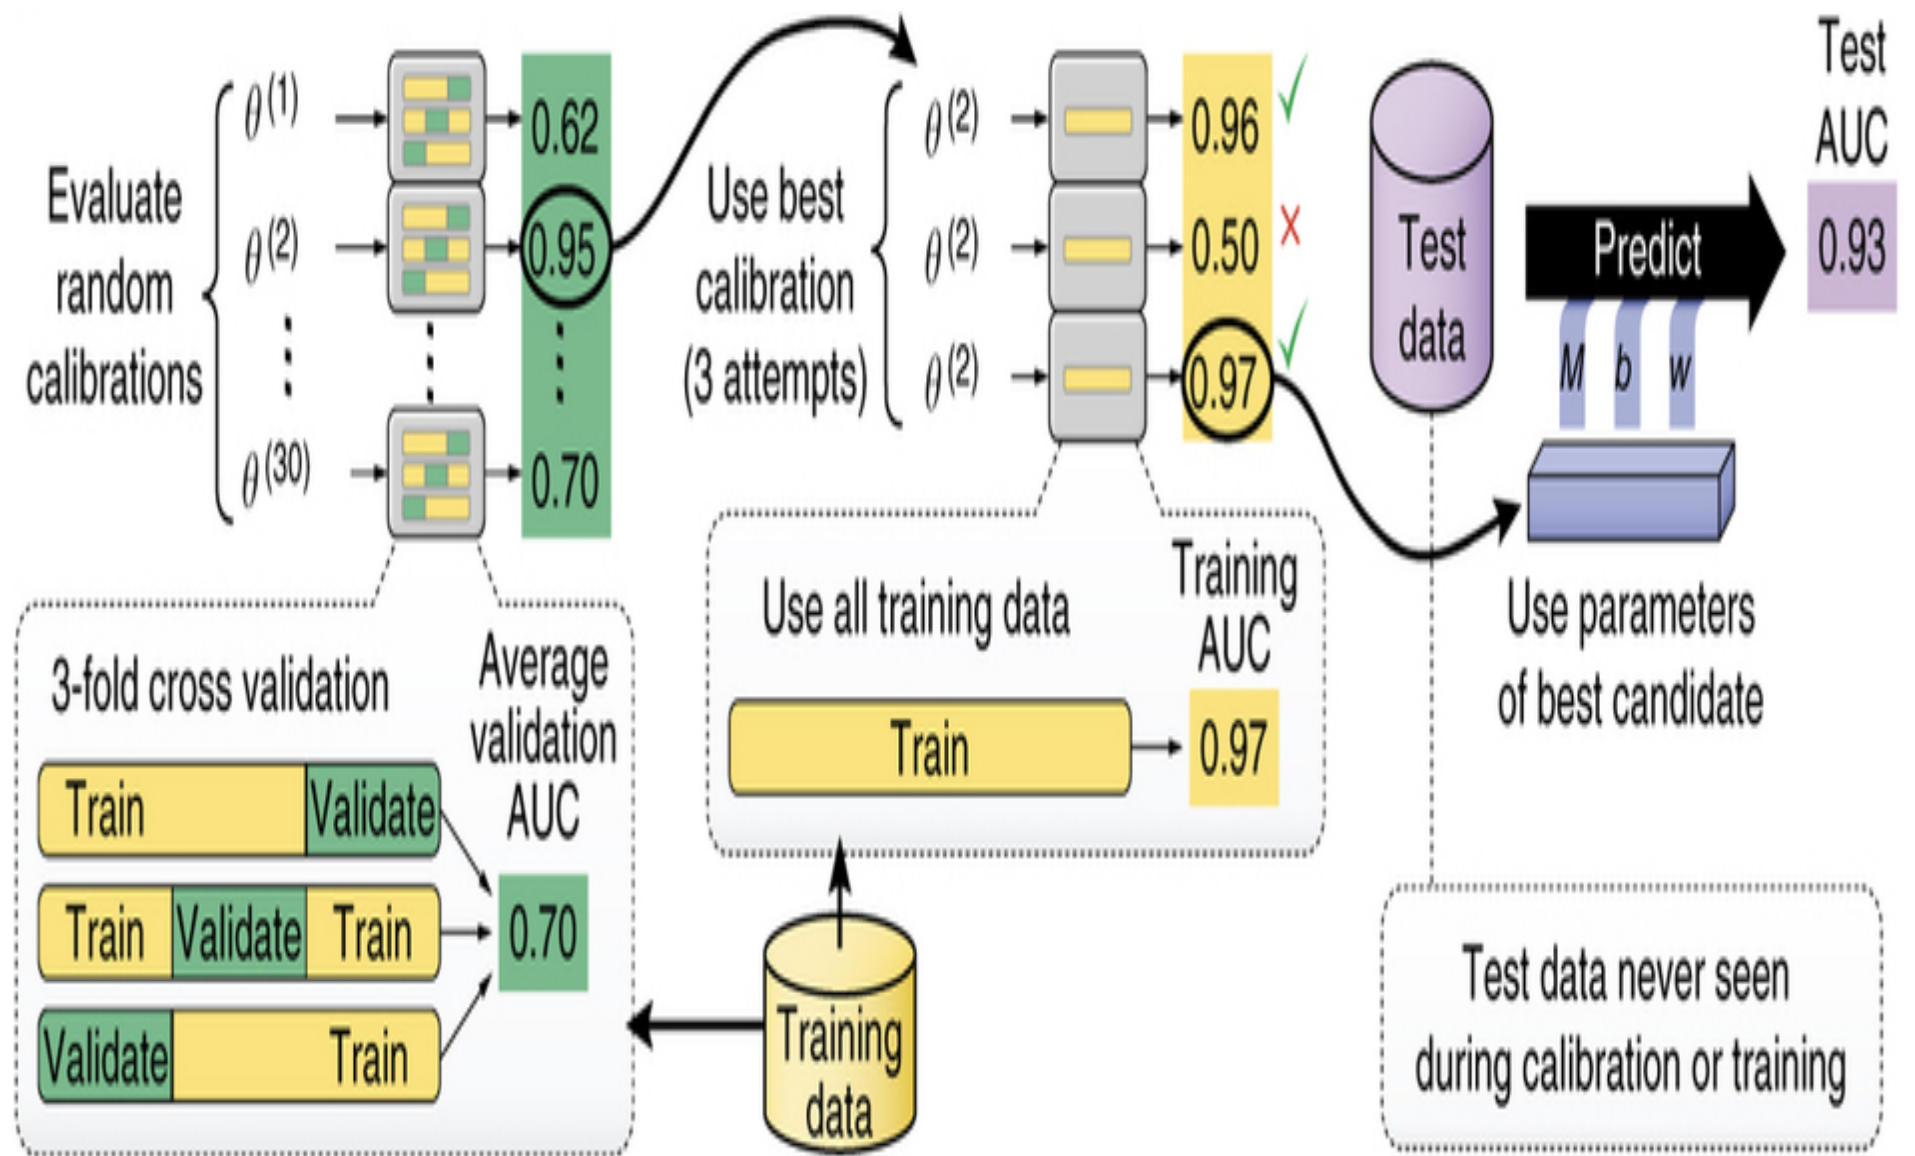 Evaluate
random
calibrations
θ(1)
θ(2)
θ(30)
0.62
0.95
0.70
Use best
calibration
(3 attempts)
θ(2)
θ(2)
θ(2)
0.96
0.50
0.97
Test
data
Predict
M b w
Test
AUC
0.93
Use parameters
of best candidate
3-fold cross validation
Average
validation
AUC
Train Validate
Train Validate Train
Validate Train
0.70
Use all training data
Training
AUC
Train
0.97
Training
data
Test data never seen
during calibration or training